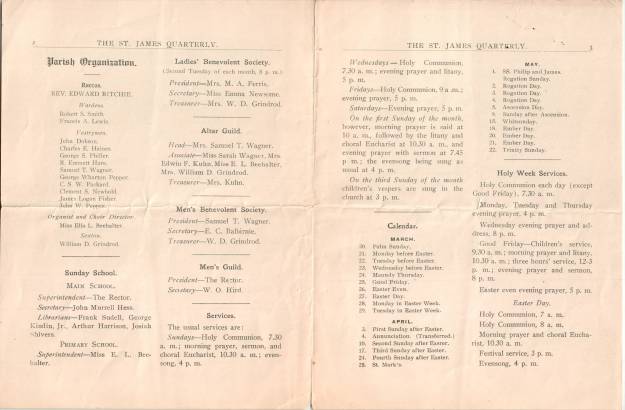 2
THE ST. JAMES QUARTERLY.
Parish Organization.
Rector.
REV. EDWARD RITCHIE.
Wardens.
Robert S. Smith
Francis A. Lewis.
Vestrymen.
John Dobson.
Charles E. Haines.
George S. Philler.
R. Emmett Hare.
Samuel T. Wagner.
George Wharton Pepper.
C. S. W. Packard.
Clement S. Newbold.
James Logan Fisher
John W. Pepper.
Organist and Choir Director.
Miss Ella L. Beehalter.
Sexton.
William D. Grindrod.
Sunday School.
MAIN SCHOOL.
Superintendent—The Rector.
Secretary—John Morrell Hess.
Librarians—Frank Sudell, George
Kindin, Jr., Arthur Harrison, Josiah
Shivers.
PRIMARY SCHOOL.
Superintendent—Miss E. L. Bee-
halter.
Ladies' Benevolent Society.
(Second Tuesday of each month, 8 p. m.)
President—Mrs. M. A. Ferris.
Secretary—Miss Emma Newsome.
Treasurer—Mrs. W. D. Grindrod.
Altar Guild.
Head—Mrs. Samuel T. Wagner.
Associate—Miss Sarah Wagner, Mrs.
Edwin F. Kuhn, Miss E. L. Beehalter,
Mrs. William D. Grindrod.
Treasurer—Mrs. Kuhn.
Men's Benevolent Society.
President—Samuel T. Wagner.
Secretary—E. C.
Treasurer—W. D. Grindrod.
Men's Guild.
President—The Rector.
Secretary—W. O. Hird.
Services.
The usual services are:
Sundays—Holy Communion, 7.30
a. m.; morning prayer, sermon, and
choral Eucharist, 10.30 a. m.; even-
song, 4 p. m.
THE ST. JAMES QUARTERLY.
3
Wednesdays—Holy Communion,
7.30 a. m.; evening prayer and litany,
5 p. m.
Fridays—Holy Communion, 9 a. m.;
evening prayer, 5 p. m.
Saturdays—Evening prayer, 5 p. m.
On the first Sunday of the month,
however, morning prayer is said at
10 a. m., followed by the litany and
choral Eucharist at 10.30 a. m., and
evening prayer with sermon at 7.45
p. m.; the evensong being sung as
usual at 4 p. m.
On the third Sunday of the month
children's vespers are sung in the
church at 3 p. m.
Calendar.
MARCH.
20. Palm Sunday.
21. Monday before Easter.
22. Tuesday before Easter.
23. Wednesday before Easter.
24. Maundy Thursday.
25. Good Friday.
26. Easter Even.
27. Easter Day.
28. Monday in Easter Week.
29. Tuesday in Easter Week.
APRIL.
3. First Sunday after Easter.
4. Annunciation. (Transferred.)
10. Second Sunday after Easter.
17. Third Sunday after Easter.
24. Fourth Sunday after Easter.
25. St. Mark's.
MAY.
1. SS. Philip and James.
Rogation Sunday.
2. Rogation Day.
3. Rogation Day.
4. Rogation Day.
5. Ascension Day.
8. Sunday after Ascension.
15. Whitsunday.
18. Ember Day.
20. Ember Day.
21. Ember Day.
22. Trinity Sunday.
Holy Week Services.
Holy Communion each day (except
Good Friday), 7.30 a. m.
Monday, Tuesday and Thursday
evening prayer, 4 p. m.
Wednesday evening prayer and ad-
dress, 8 p. m.
Good Friday—Children's service,
9.30 a. m.; morning prayer and litany,
10.30 a. m.; three hours' service, 12-3
p. m.; evening prayer and sermon,
8 p. m.
Easter even evening prayer, 5 p. m.
Easter Day.
Holy Communion, 7 a. m.
Holy Communion, 8 a. m.
Morning prayer and choral Eucha-
rist, 10.30 a. m.
Festival service, 3 p. m.
Evensong, 4 p. m.